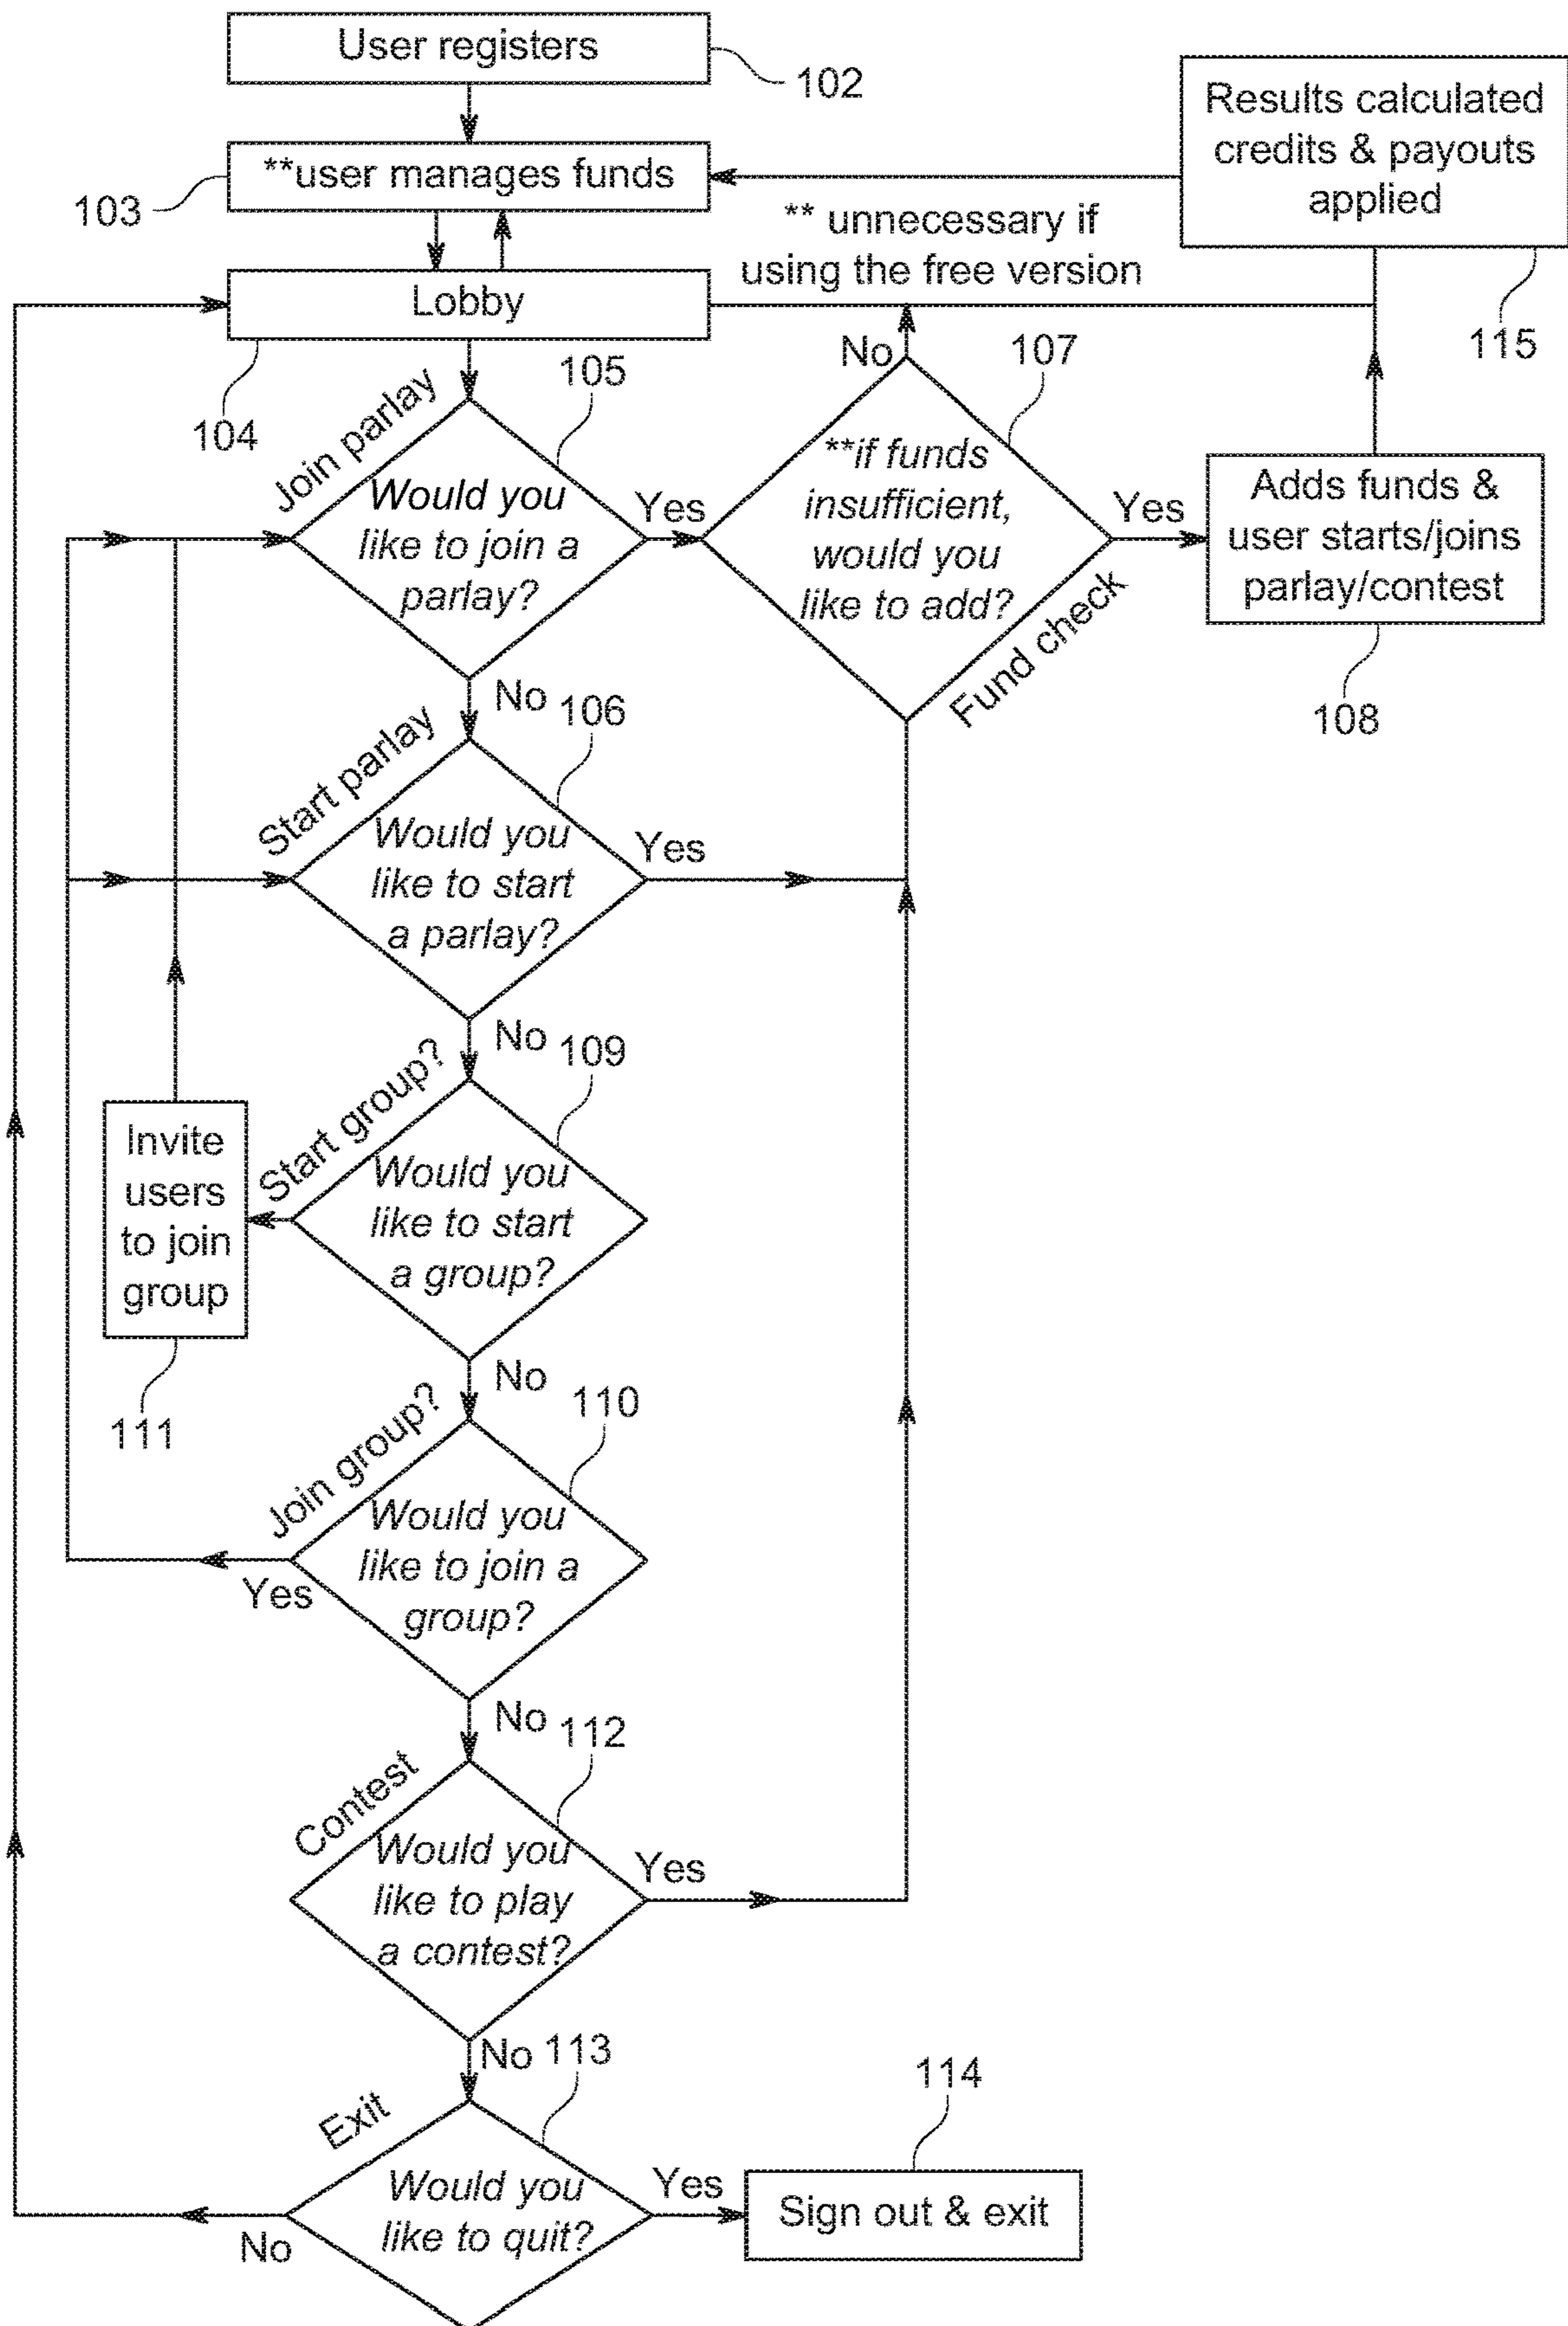 User registers
102
Results calculated
credits & payouts
applied
115
**user manages funds
103
** unnecessary if
using the free version
Lobby
104
Join parlay
105
Would you
like to join a
parlay?
Yes
No
No
107
**if funds
insufficient,
would you
like to add?
Yes
Fund check
Adds funds &
user starts/joins
parlay/contest
108
Start parlay
106
Would you
like to start
a parlay?
Yes
No
Start group?
109
Would you
like to start
a group?
No
Invite
users
to join
group
111
Join group?
110
Would you
like to join a
group?
Yes
No
Contest
112
Would you
like to play
a contest?
Yes
No
Exit
113
Would you
like to quit?
No
Yes
114
Sign out & exit